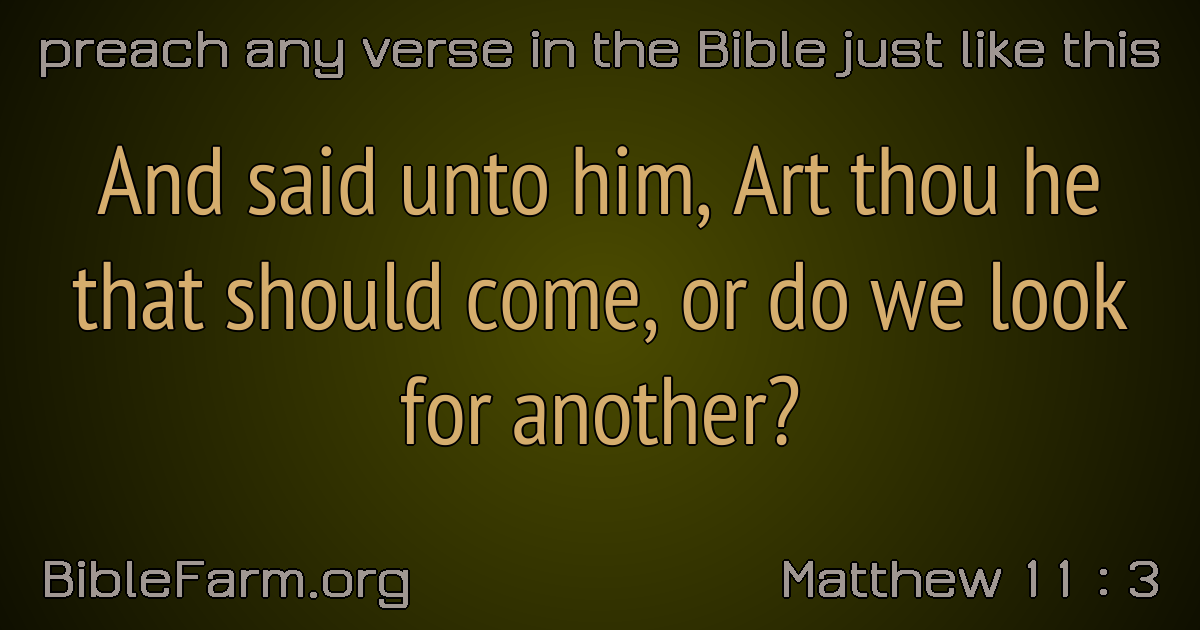 preach any verse in the Bible just like this
And said unto him, Art thou he
that should come, or do we look
for another?
BibleFarm.org
Matthew 11 : 3